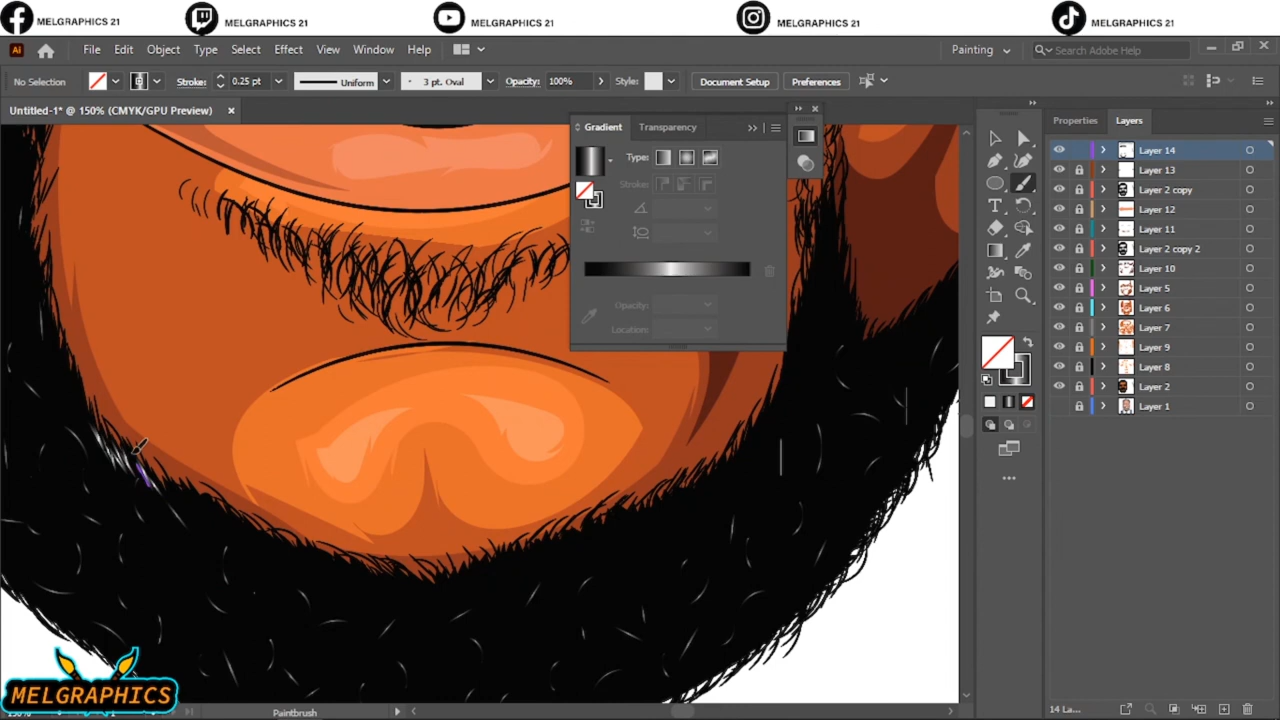 MELGRAPHICS 21 MELGRAPHICS 21 MELGRAPHICS 21 MELGRAPHICS 21 MELGRAPHICS 21
Ai File Edit Object Type Select Effect View Window Help Painting Search Adobe Help
No Selection Stroke: 0.25 pt Uniform 3 pt. Oval Opacity: 100% Style: Document Setup Preferences
Untitled-1* @ 150% (CMYK/GPU Preview)
Gradient Transparency
Type:
Stroke:
Opacity:
Location:
Properties Layers
Layer 14
Layer 13
Layer 2 copy
Layer 12
Layer 11
Layer 2 copy 2
Layer 10
Layer 5
Layer 6
Layer 7
Layer 9
Layer 8
Layer 2
Layer 1
MELGRAPHICS
Paintbrush
14 La...